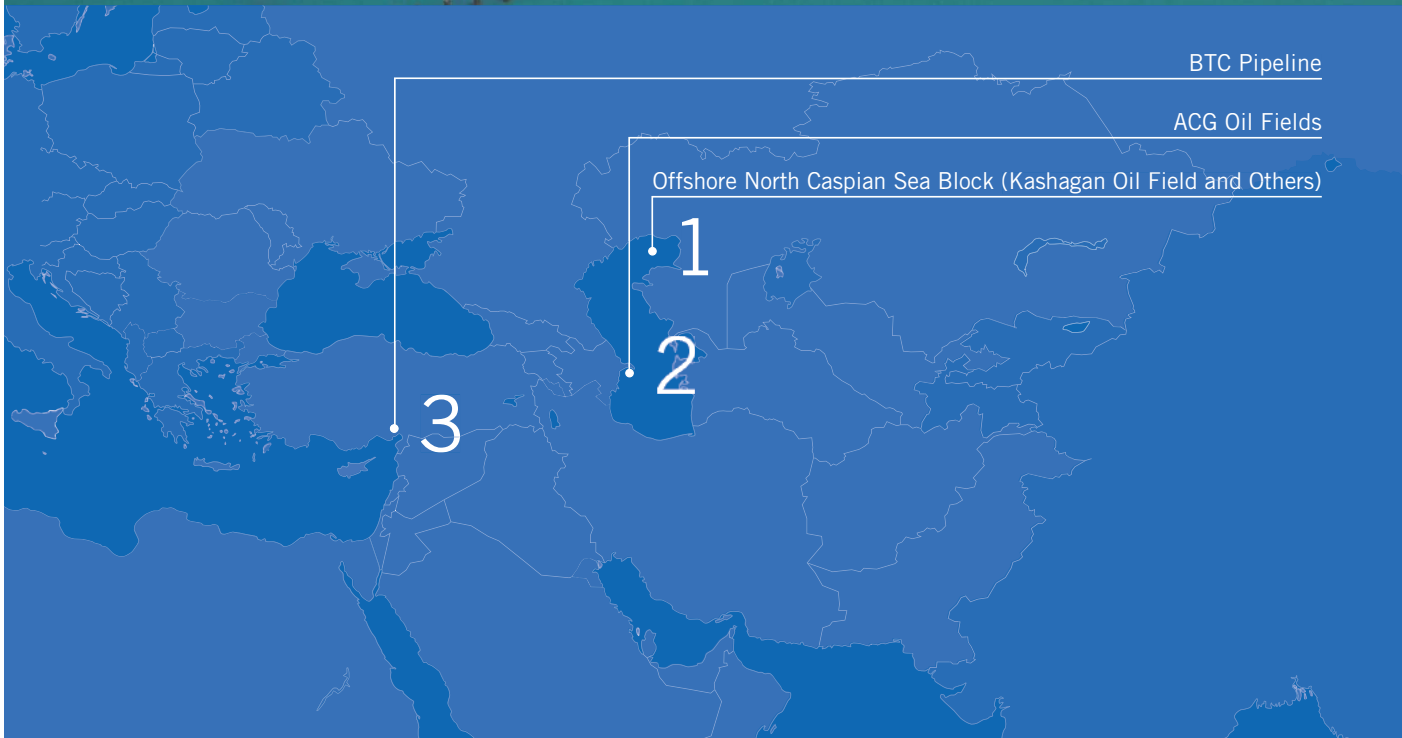 BTC Pipeline
ACG Oil Fields
Offshore North Caspian Sea Block (Kashagan Oil Field and Others)
1
2
3